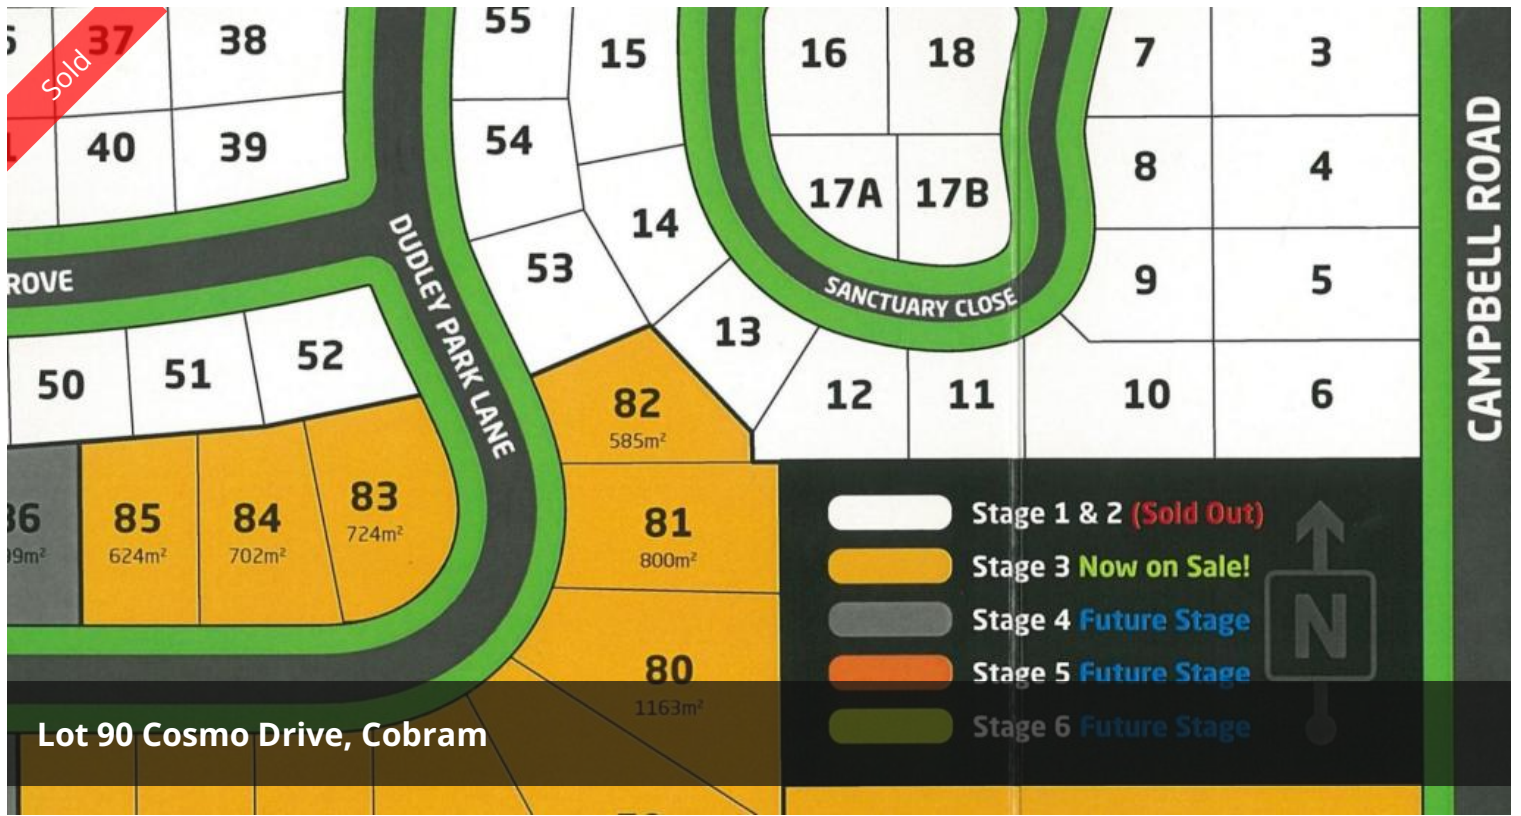 Sold
37
38
55
15
16
18
7
3
40
39
54
14
17A
17B
8
4
CAMPBELL ROAD
ROVE
DUDLEY PARK LANE
53
SANCTUARY CLOSE
9
5
50
51
52
13
12
11
10
6
82
585m²
85
624m²
84
702m²
83
724m²
81
800m²
80
1163m²
Stage 1 & 2 (Sold Out)
Stage 3 Now on Sale!
Stage 4 Future Stage
Stage 5 Future Stage
Stage 6 Future Stage
N
Lot 90 Cosmo Drive, Cobram